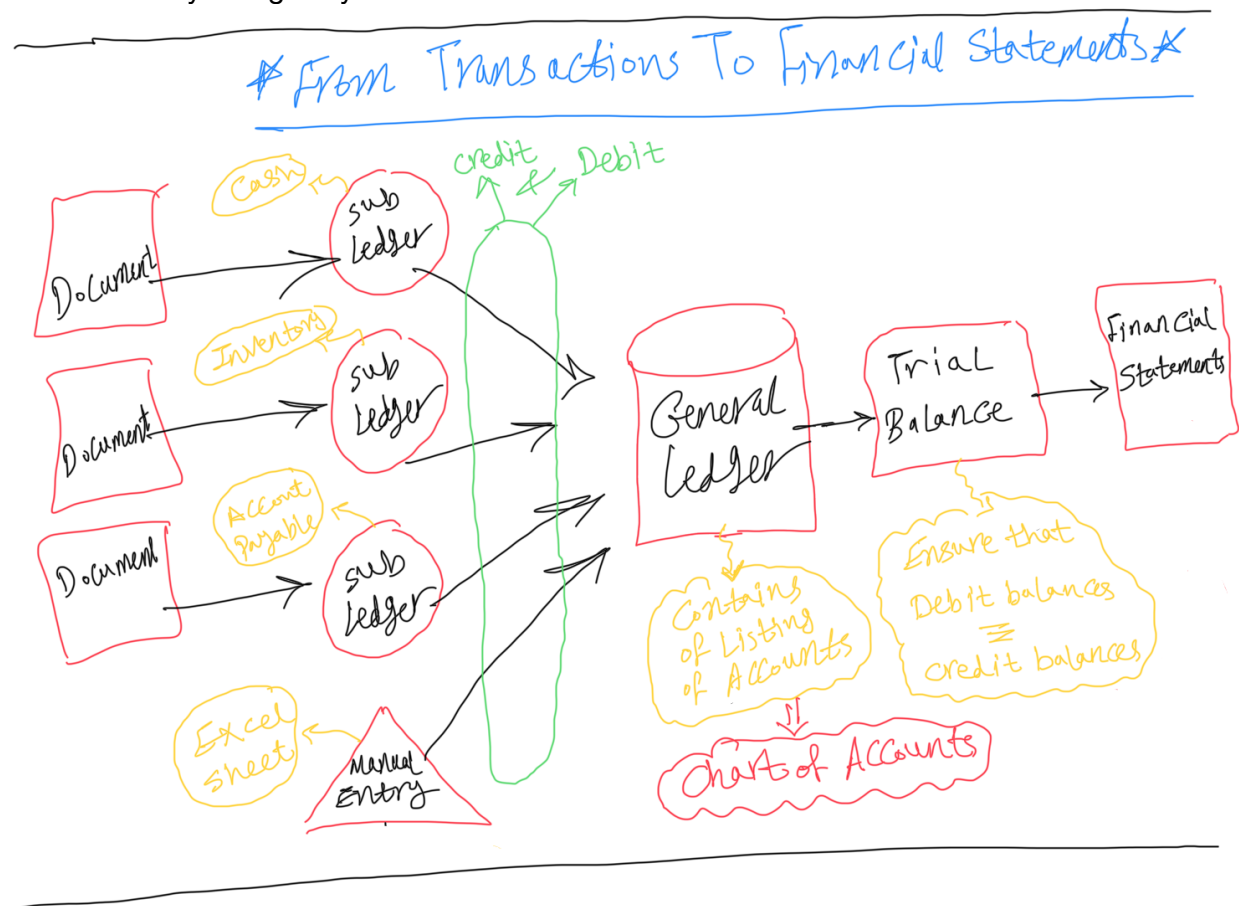 * From Transactions To Financial Statements *
credit & Debit
Cash
Sub
Ledger
Document
Inventory
Sub
Ledger
Document
Account
Payable
Sub
Ledger
Document
Excel
sheet
Manual
Entry
General
Ledger
Trial
Balance
Financial
Statements
Contains
of Listing
of Accounts
Chart of Accounts
Ensure that
Debit balances
=
credit balances